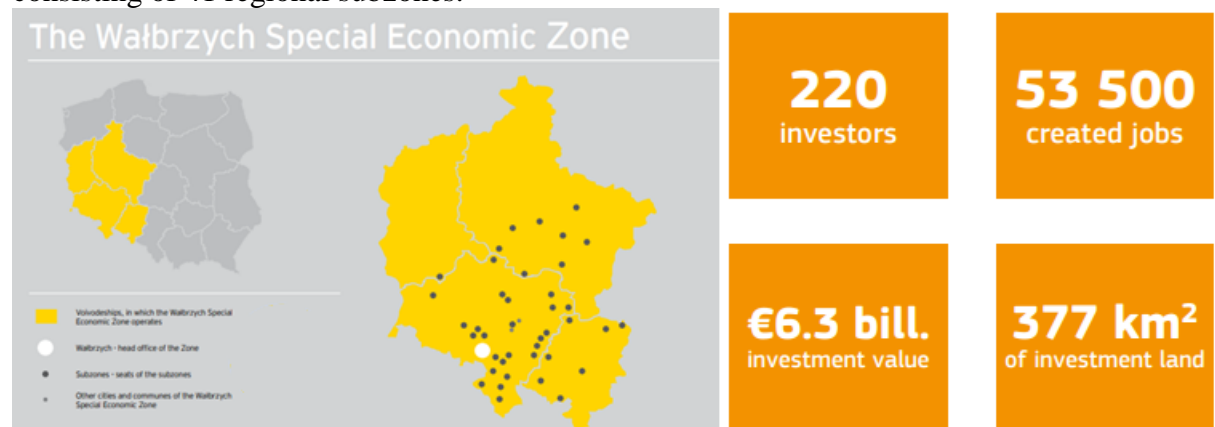 The Wałbrzych Special Economic Zone
Voivodeships, in which the Wałbrzych Special
Economic Zone operates
Wałbrzych - head office of the Zone
Subzones - seats of the subzones
Other cities and communes of the Wałbrzych
Special Economic Zone
220
investors
53 500
created jobs
€6.3 bill.
investment value
377 km²
of investment land